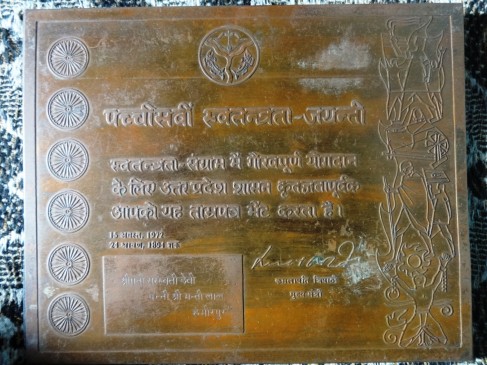 पच्चीसवीं स्वतन्त्रता-जयन्ती
स्वतन्त्रता-संग्राम में गौरवपूर्ण योगदान
के लिए उत्तर प्रदेश शासन कृतज्ञतापूर्वक
आपको यह ताम्रपत्र भेंट करता है।
15 अगस्त, 1972
24 श्रावण, 1894 शक
कमलापति त्रिपाठी
मुख्य मंत्री
देवी
पत्नी श्री लाल